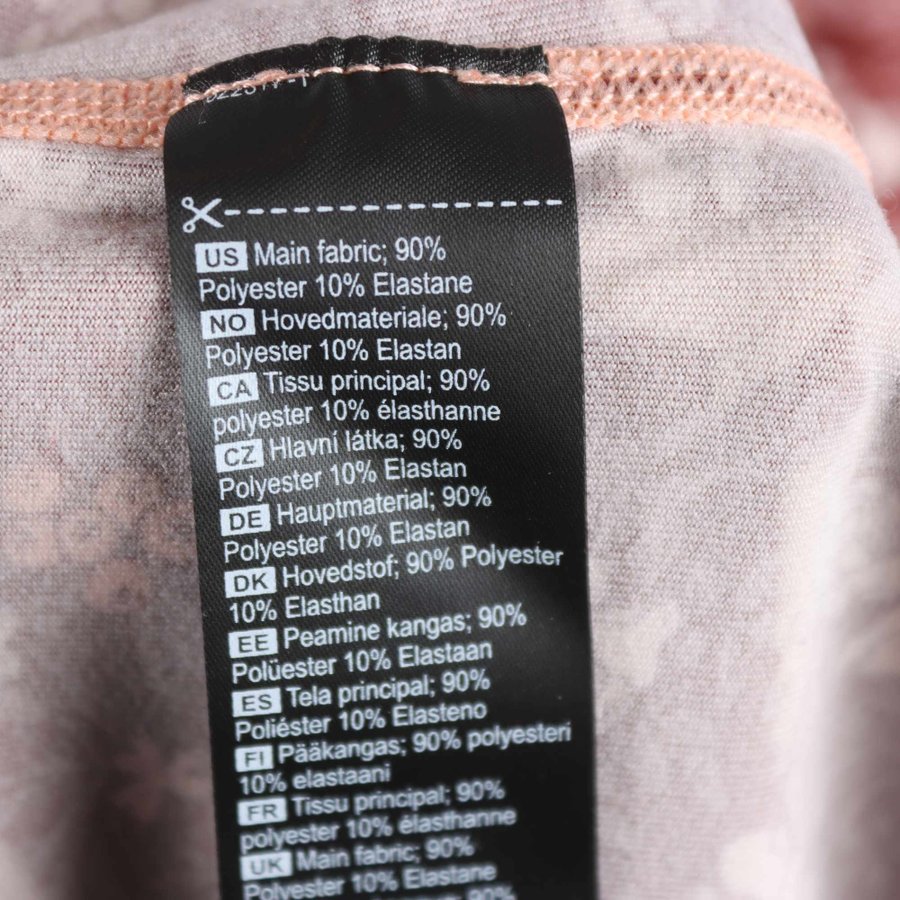 US Main fabric; 90%
Polyester 10% Elastane
NO Hovedmateriale; 90%
Polyester 10% Elastan
CA Tissu principal; 90%
polyester 10% élasthanne
CZ Hlavní látka; 90%
Polyester 10% Elastan
DE Hauptmaterial; 90%
Polyester 10% Elastan
DK Hovedstof; 90% Polyester
10% Elasthan
EE Peamine kangas; 90%
Polüester 10% Elastaan
ES Tela principal; 90%
Poliéster 10% Elasteno
FI Pääkangas; 90% polyesteri
10% elastaani
FR Tissu principal; 90%
polyester 10% élasthanne
UK Main fabric; 90%
Polyester 10% Elastane
90%